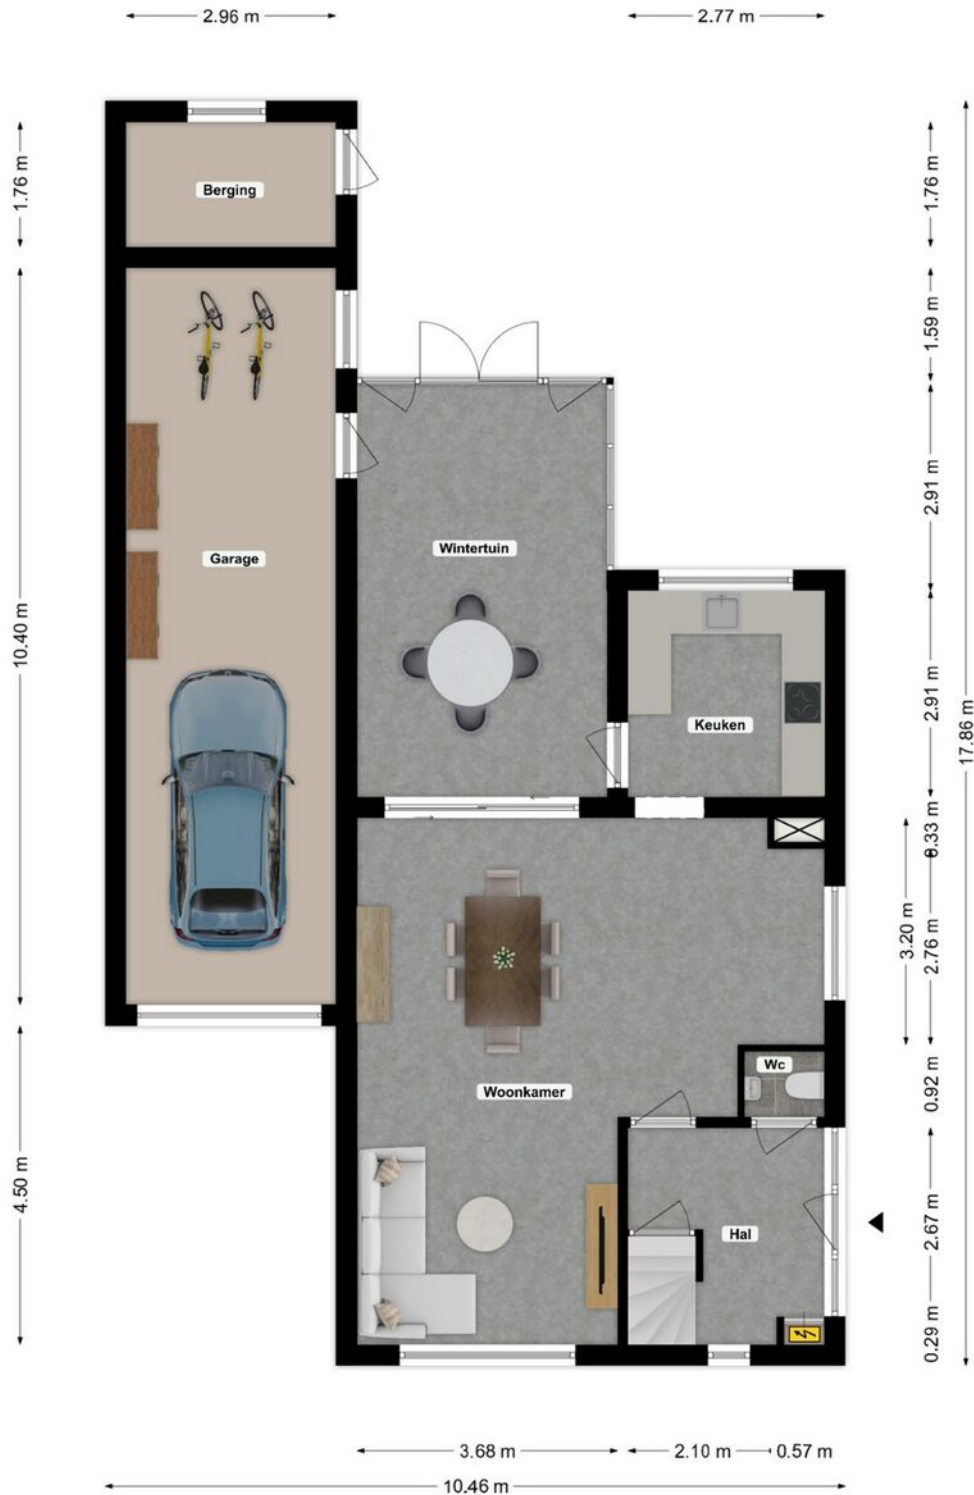 2.96 m
2.77 m
1.76 m
10.40 m
4.50 m
Berging
Garage
Wintertuin
Keuken
Woonkamer
Wc
Hal
1.76 m
1.59 m
2.91 m
2.91 m
0.33 m
3.20 m
2.76 m
0.92 m
2.67 m
0.29 m
17.86 m
3.68 m
2.10 m
0.57 m
10.46 m